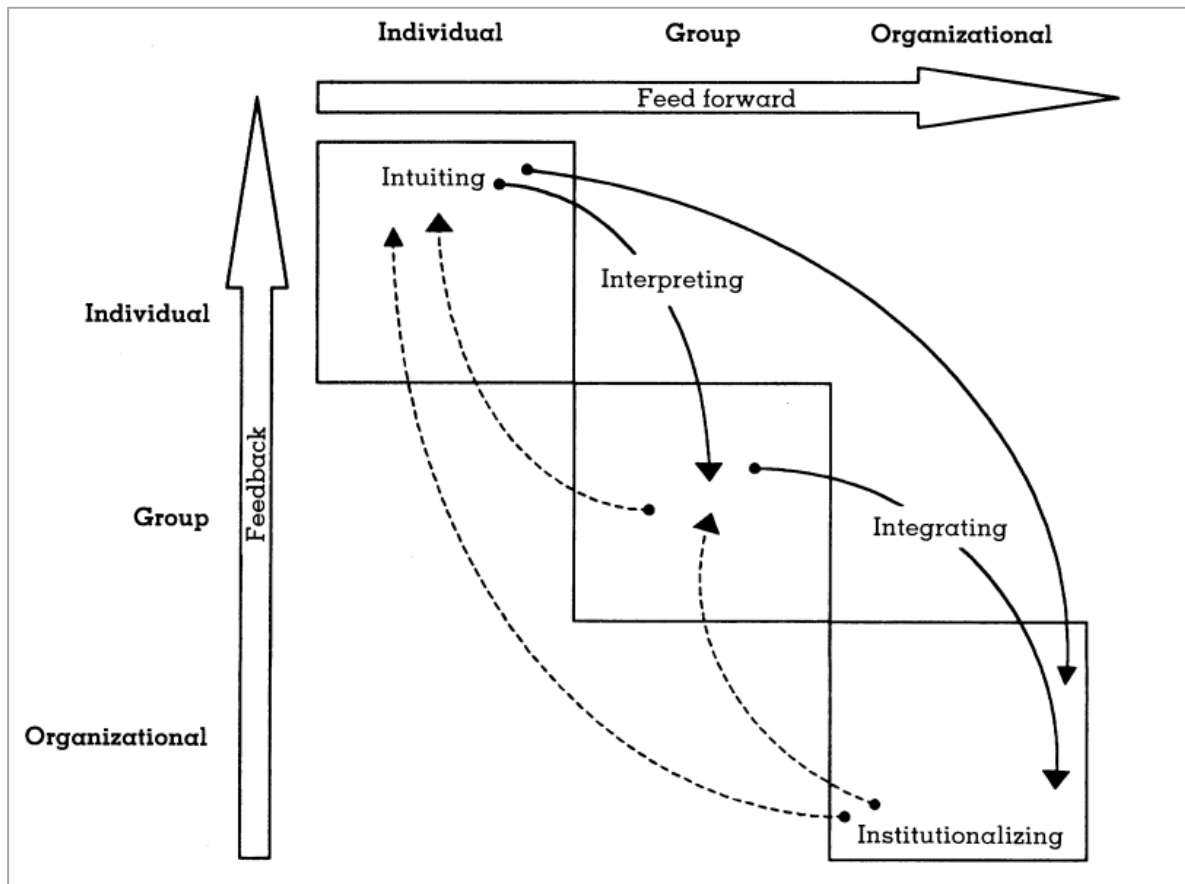 Individual
Group
Organizational
Feed forward
Intuiting
Interpreting
Individual
Feedback
Group
Integrating
Organizational
Institutionalizing